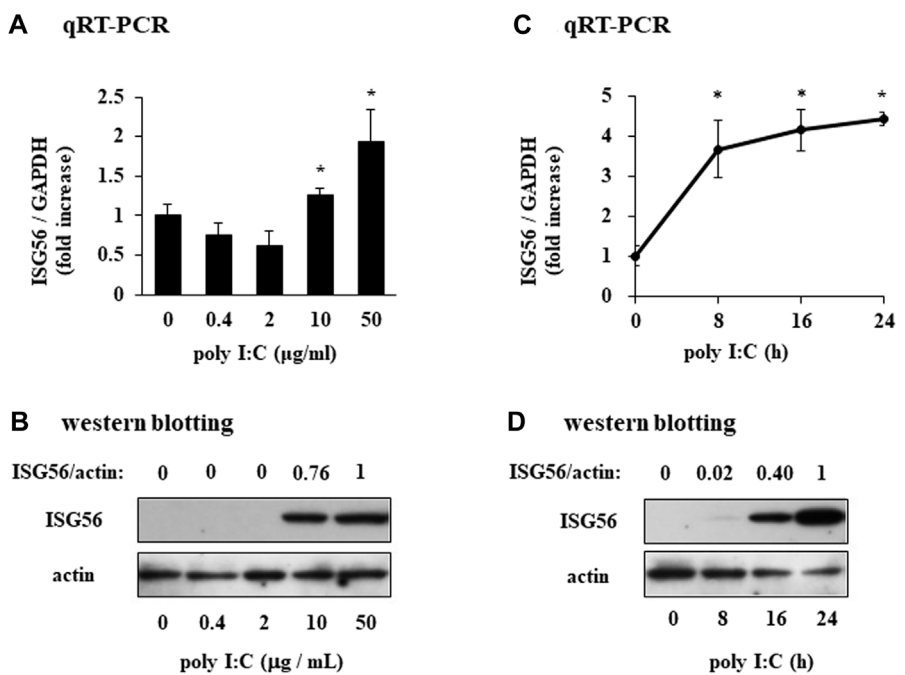 A qRT-PCR
ISG56 / GAPDH
(fold increase)
2.5
2
1.5
1
0.5
0
*
*
0 0.4 2 10 50
poly I:C (µg/ml)
C qRT-PCR
ISG56 / GAPDH
(fold increase)
5
4
3
2
1
0
* * *
0 8 16 24
poly I:C (h)
B western blotting
ISG56/actin: 0 0 0 0.76 1
ISG56
actin
0 0.4 2 10 50
poly I:C (µg / mL)
D western blotting
ISG56/actin: 0 0.02 0.40 1
ISG56
actin
0 8 16 24
poly I:C (h)